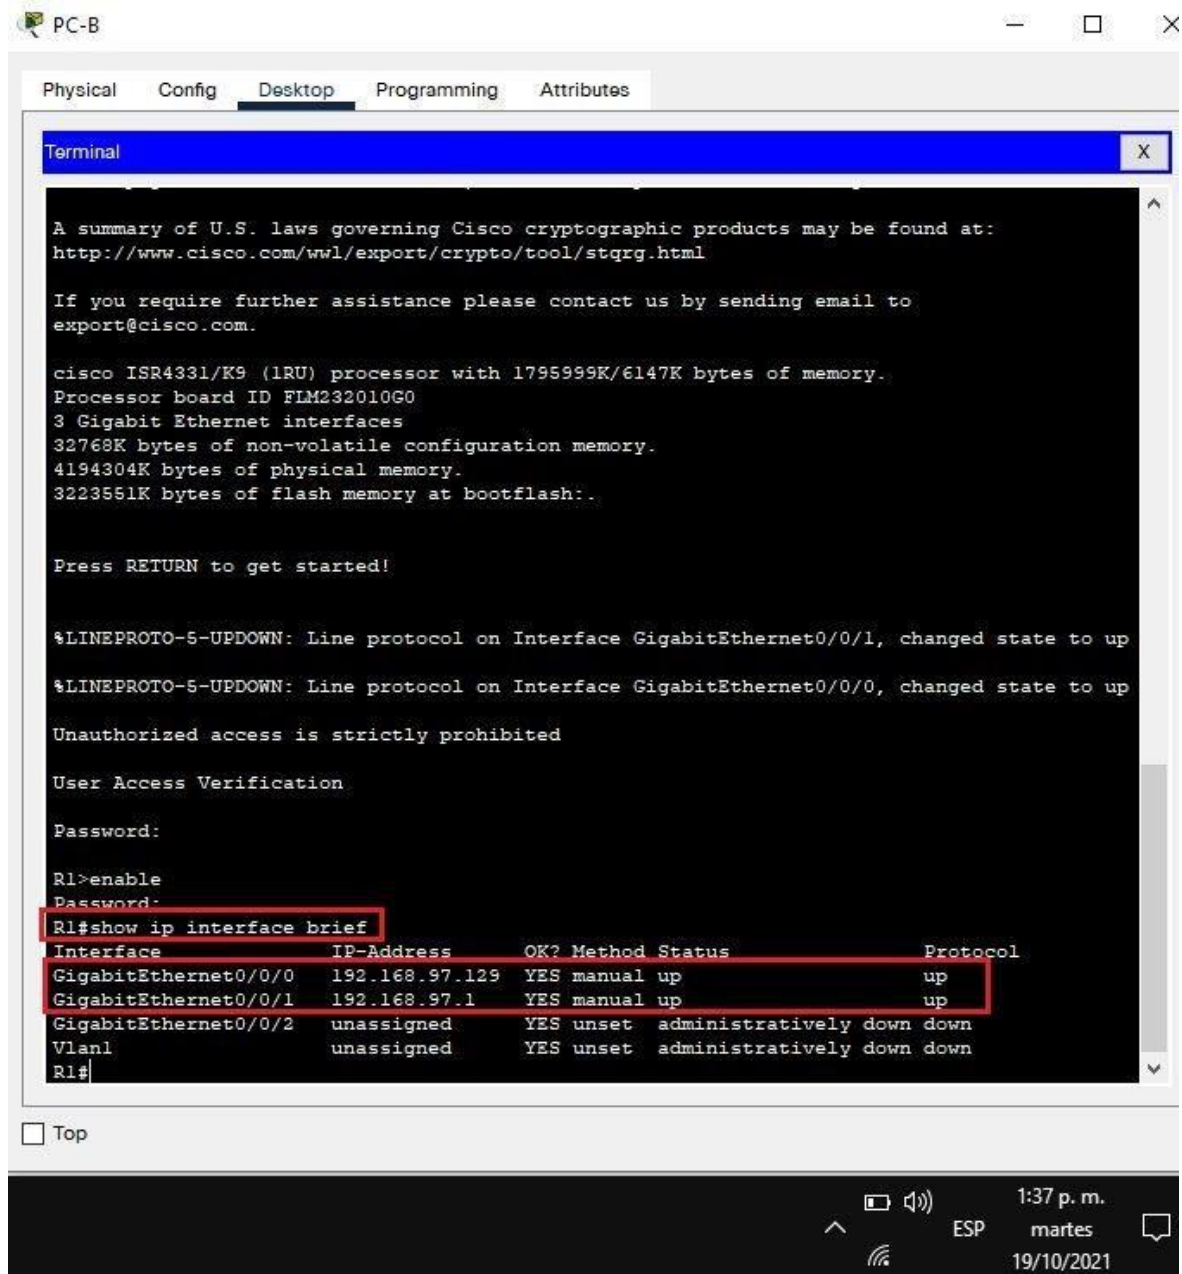 PC-B
Physical Config Desktop Programming Attributes
Terminal X
A summary of U.S. laws governing Cisco cryptographic products may be found at:
http://www.cisco.com/wwl/export/crypto/tool/stqrg.html
If you require further assistance please contact us by sending email to
export@cisco.com.
cisco ISR4331/K9 (1RU) processor with 1795999K/6147K bytes of memory.
Processor board ID FLM232010G0
3 Gigabit Ethernet interfaces
32768K bytes of non-volatile configuration memory.
4194304K bytes of physical memory.
3223551K bytes of flash memory at bootflash:.
Press RETURN to get started!
%LINEPROTO-5-UPDOWN: Line protocol on Interface GigabitEthernet0/0/1, changed state to up
%LINEPROTO-5-UPDOWN: Line protocol on Interface GigabitEthernet0/0/0, changed state to up
Unauthorized access is strictly prohibited
User Access Verification
Password:
R1>enable
Password:
R1#show ip interface brief
Interface IP-Address OK? Method Status Protocol
GigabitEthernet0/0/0 192.168.97.129 YES manual up up
GigabitEthernet0/0/1 192.168.97.1 YES manual up up
GigabitEthernet0/0/2 unassigned YES unset administratively down down
Vlan1 unassigned YES unset administratively down down
R1#
Top
1:37 p. m.
ESP martes
19/10/2021